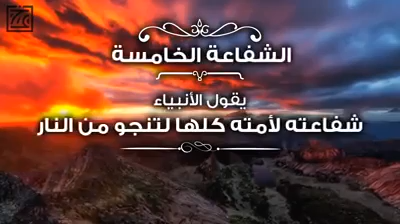 الشفاعة الخامسة
يقول الأنبياء
شفاعته لأمته كلها لتنجو من النار